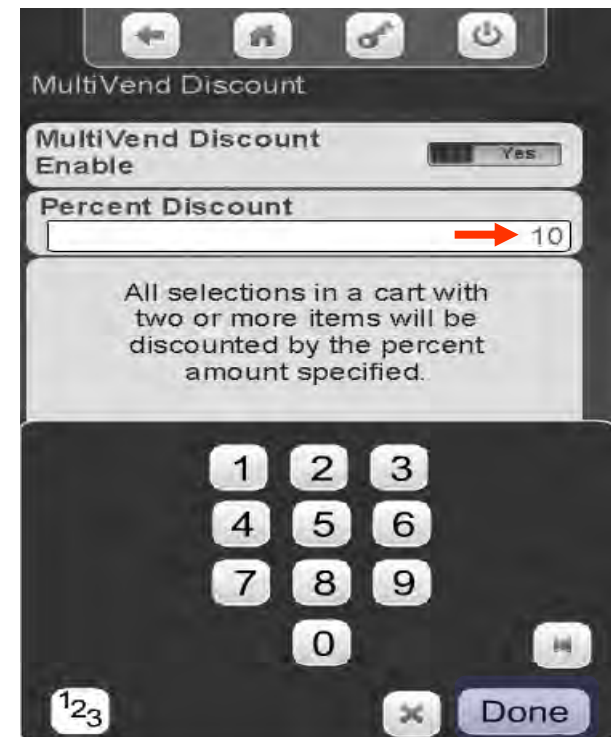 MultiVend Discount
MultiVend Discount
Enable
Yes
Percent Discount
10
All selections in a cart with
two or more items will be
discounted by the percent
amount specified.
1 2 3
4 5 6
7 8 9
0
123
Done